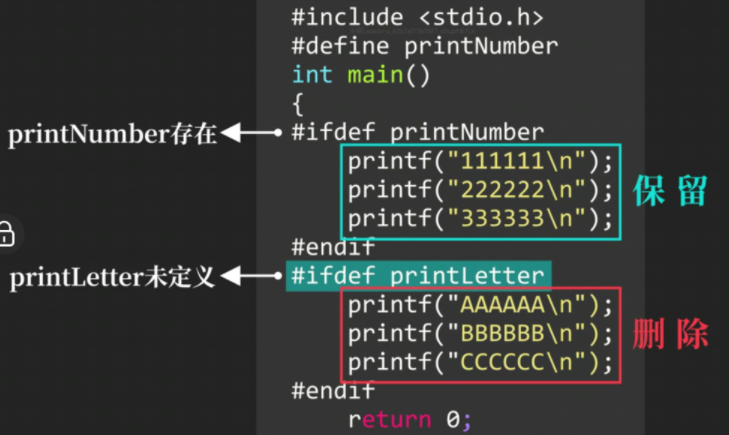 #include <stdio.h>
#define printNumber
int main()
{
printNumber存在
#ifdef printNumber
printf("111111\n");
printf("222222\n");
保留
printf("333333\n");
#endif
printLetter未定义
#ifdef printLetter
printf("AAAAAA\n");
printf("BBBBBB\n");
删除
printf("CCCCCC\n");
#endif
return 0;